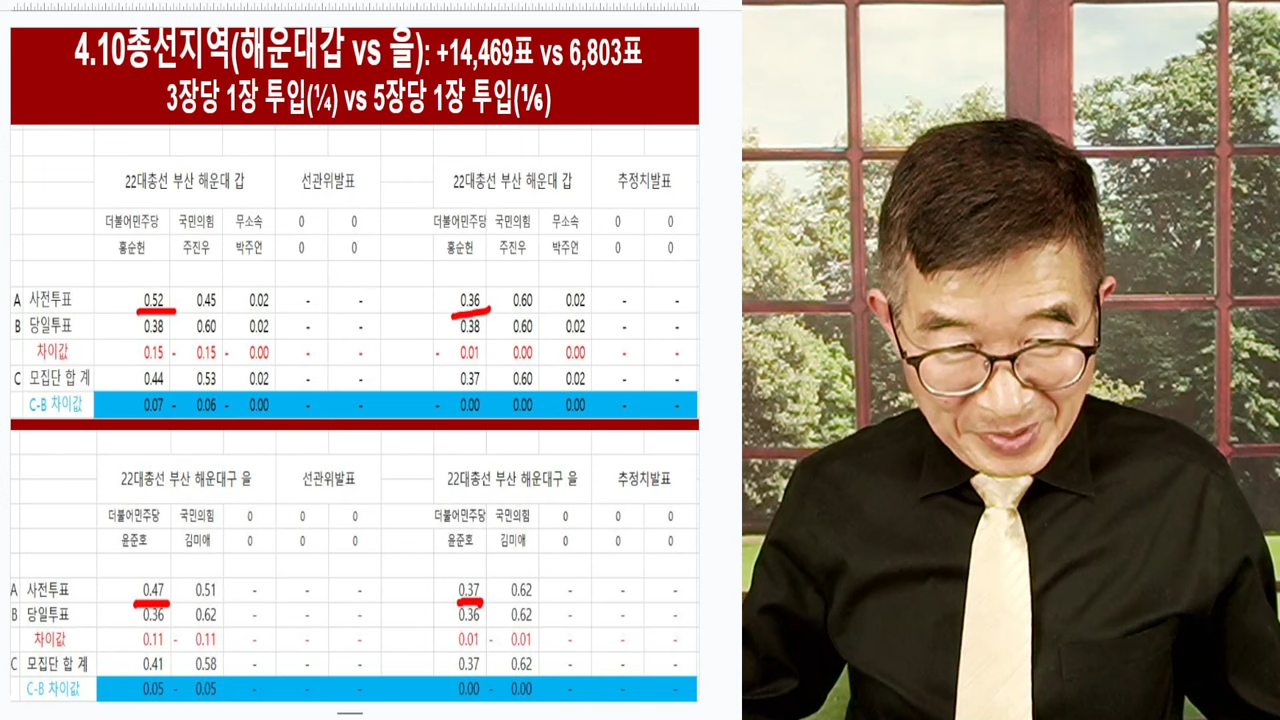 4.10총선지역(해운대갑 vs 을): +14,469표 vs 6,803표
3장당 1장 투입(¼) vs 5장당 1장 투입(⅙)
22대총선 부산 해운대 갑 선관위발표 22대총선 부산 해운대 갑 추정치발표
더불어민주당 국민의힘 무소속 0 0 더불어민주당 국민의힘 무소속 0 0
홍순헌 주진우 박주언 0 0 홍순헌 주진우 박주언 0 0
A 사전투표 0.52 0.45 0.02 - - 0.36 0.60 0.02 - -
B 당일투표 0.38 0.60 0.02 - - 0.38 0.60 0.02 - -
차이값 0.15 - 0.15 - 0.00 - - - 0.01 0.00 0.00 - -
C 모집단 합 계 0.44 0.53 0.02 - - 0.37 0.60 0.02 - -
C-B 차이값 0.07 - 0.06 - 0.00 - - - 0.00 0.00 0.00 - -
22대총선 부산 해운대구 을 선관위발표 22대총선 부산 해운대구 을 추정치발표
더불어민주당 국민의힘 0 0 0 더불어민주당 국민의힘 0 0 0
윤준호 김미애 0 0 0 윤준호 김미애 0 0 0
A 사전투표 0.47 0.51 - - - 0.37 0.62 - - -
B 당일투표 0.36 0.62 - - - 0.36 0.62 - - -
차이값 0.11 - 0.11 - - - 0.01 - 0.01 - - -
C 모집단 합 계 0.41 0.58 - - - 0.37 0.62 - - -
C-B 차이값 0.05 - 0.05 - - - 0.00 - 0.00 - - -